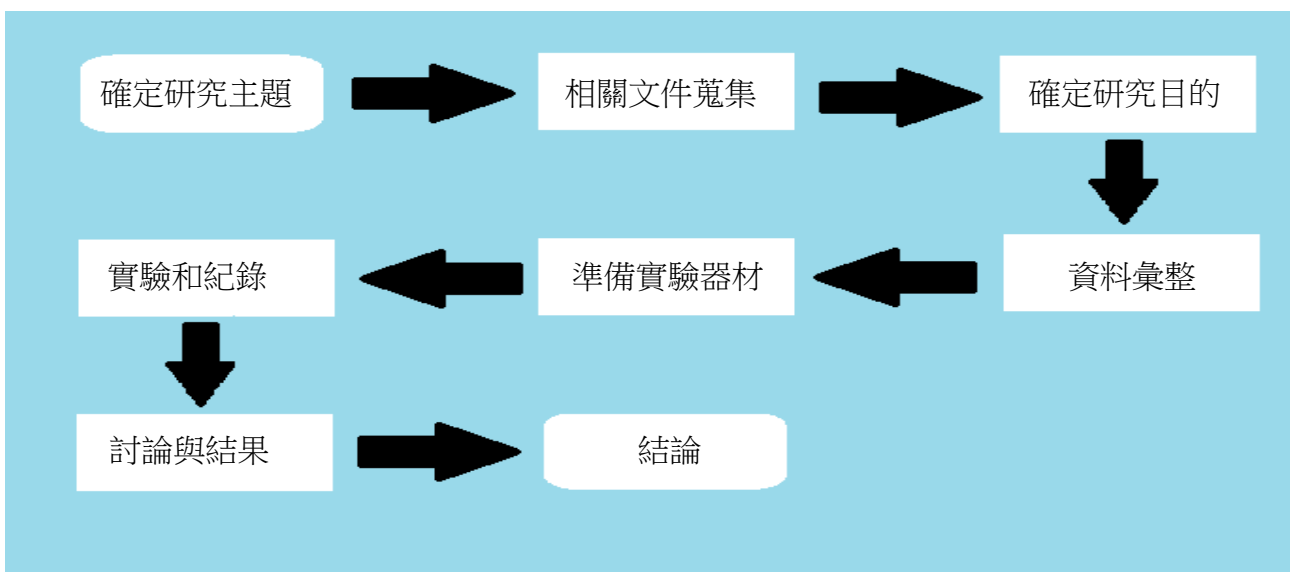 確定研究主題
相關文件蒐集
確定研究目的
資料彙整
準備實驗器材
實驗和紀錄
討論與結果
結論